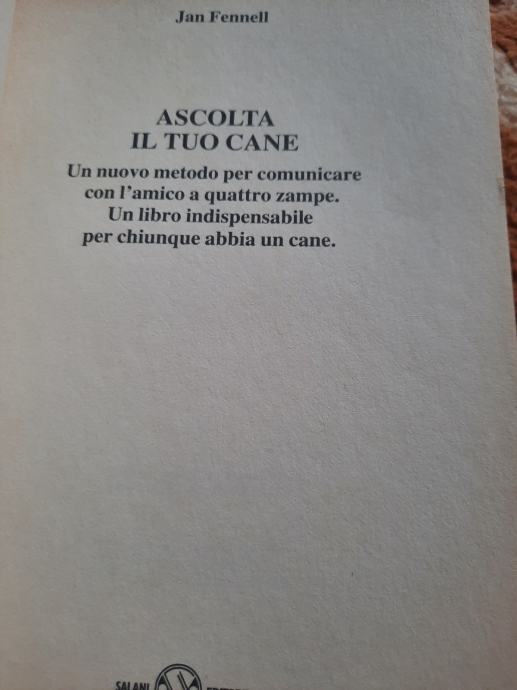 Jan Fennell
ASCOLTA
IL TUO CANE
Un nuovo metodo per comunicare
con l'amico a quattro zampe.
Un libro indispensabile
per chiunque abbia un cane.
SALANI